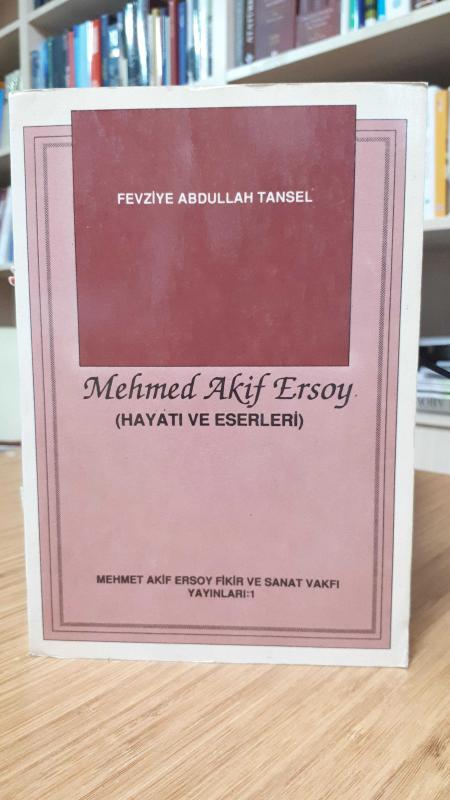 FEVZİYE ABDULLAH TANSEL
Mehmed Akif Ersoy
(HAYATI VE ESERLERİ)
MEHMET AKİF ERSOY FİKİR VE SANAT VAKFI
YAYINLARI:1